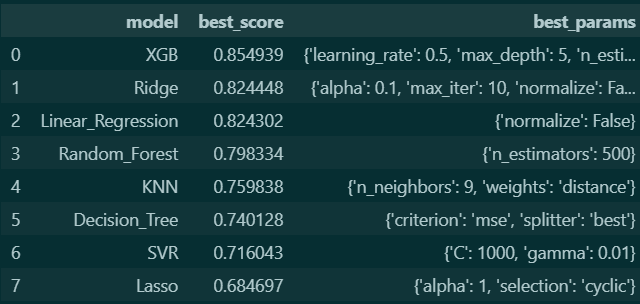 model best_score best_params
0 XGB 0.854939 {'learning_rate': 0.5, 'max_depth': 5, 'n_esti...
1 Ridge 0.824448 {'alpha': 0.1, 'max_iter': 10, 'normalize': Fa...
2 Linear_Regression 0.824302 {'normalize': False}
3 Random_Forest 0.798334 {'n_estimators': 500}
4 KNN 0.759838 {'n_neighbors': 9, 'weights': 'distance'}
5 Decision_Tree 0.740128 {'criterion': 'mse', 'splitter': 'best'}
6 SVR 0.716043 {'C': 1000, 'gamma': 0.01}
7 Lasso 0.684697 {'alpha': 1, 'selection': 'cyclic'}